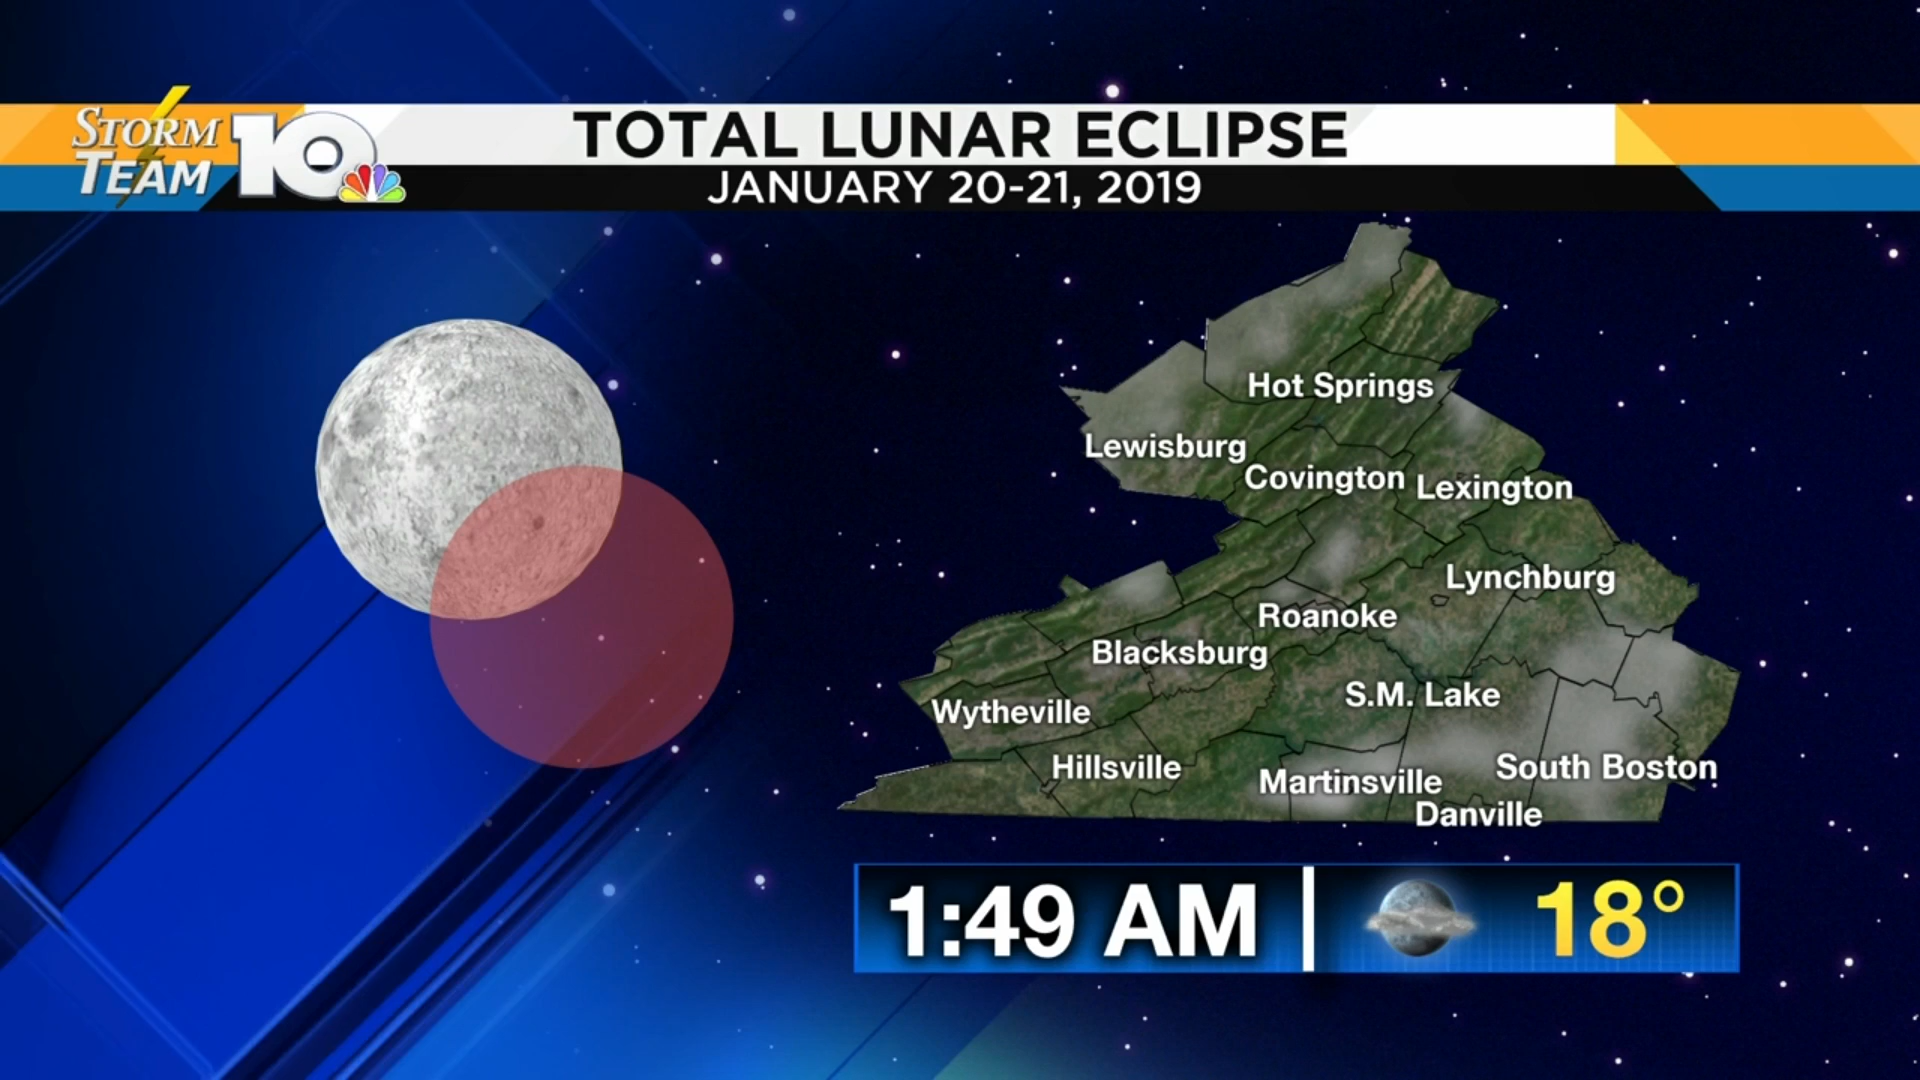 STORM
TEAM
10
TOTAL LUNAR ECLIPSE
JANUARY 20-21, 2019
Hot Springs
Lewisburg
Covington
Lexington
Lynchburg
Roanoke
Blacksburg
S.M. Lake
Wytheville
Hillsville
South Boston
Martinsville
Danville
1:49 AM
18°